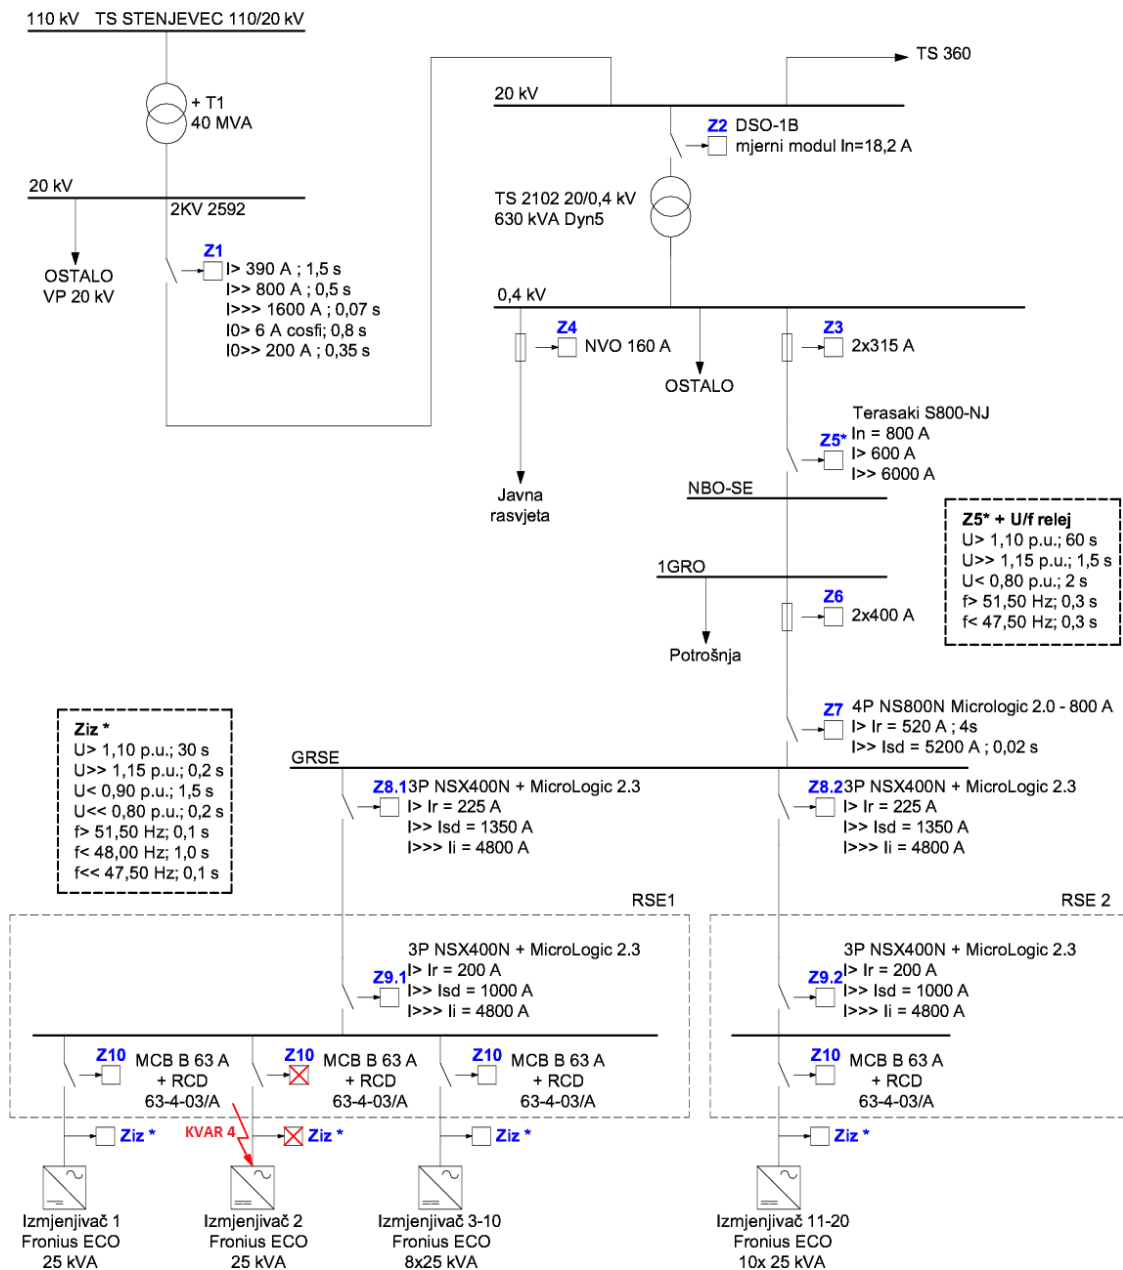 110 kV TS STENJEVEC 110/20 kV
+ T1
40 MVA
20 kV
2KV 2592
OSTALO
VP 20 kV
Z1
I> 390 A ; 1,5 s
I>> 800 A ; 0,5 s
I>>> 1600 A ; 0,07 s
I0> 6 A cosfi; 0,8 s
I0>> 200 A ; 0,35 s
TS 360
20 kV
Z2 DSO-1B
mjerni modul In=18,2 A
TS 2102 20/0,4 kV
630 kVA Dyn5
0,4 kV
Z4
NVO 160 A
Javna
rasvjeta
OSTALO
Z3
2x315 A
Terasaki S800-NJ
Z5*
In = 800 A
I> 600 A
I>> 6000 A
NBO-SE
Z5* + U/f relej
U> 1,10 p.u.; 60 s
U>> 1,15 p.u.; 1,5 s
U< 0,80 p.u.; 2 s
f> 51,50 Hz; 0,3 s
f< 47,50 Hz; 0,3 s
1GRO
Potrošnja
Z6
2x400 A
Z7 4P NS800N Micrologic 2.0 - 800 A
I> Ir = 520 A ; 4s
I>> Isd = 5200 A ; 0,02 s
GRSE
Ziz *
U> 1,10 p.u.; 30 s
U>> 1,15 p.u.; 0,2 s
U< 0,90 p.u.; 1,5 s
U<< 0,80 p.u.; 0,2 s
f> 51,50 Hz; 0,1 s
f< 48,00 Hz; 1,0 s
f<< 47,50 Hz; 0,1 s
Z8.1 3P NSX400N + MicroLogic 2.3
I> Ir = 225 A
I>> Isd = 1350 A
I>>> Ii = 4800 A
Z8.2 3P NSX400N + MicroLogic 2.3
I> Ir = 225 A
I>> Isd = 1350 A
I>>> Ii = 4800 A
RSE1
3P NSX400N + MicroLogic 2.3
Z9.1
I> Ir = 200 A
I>> Isd = 1000 A
I>>> Ii = 4800 A
RSE 2
3P NSX400N + MicroLogic 2.3
Z9.2
I> Ir = 200 A
I>> Isd = 1000 A
I>>> Ii = 4800 A
Z10
MCB B 63 A
+ RCD
63-4-03/A
Z10
MCB B 63 A
+ RCD
63-4-03/A
Z10
MCB B 63 A
+ RCD
63-4-03/A
Z10
MCB B 63 A
+ RCD
63-4-03/A
Ziz *
KVAR 4
Ziz *
Ziz *
Ziz *
Izmjenjivač 1
Fronius ECO
25 kVA
Izmjenjivač 2
Fronius ECO
25 kVA
Izmjenjivač 3-10
Fronius ECO
8x25 kVA
Izmjenjivač 11-20
Fronius ECO
10x 25 kVA